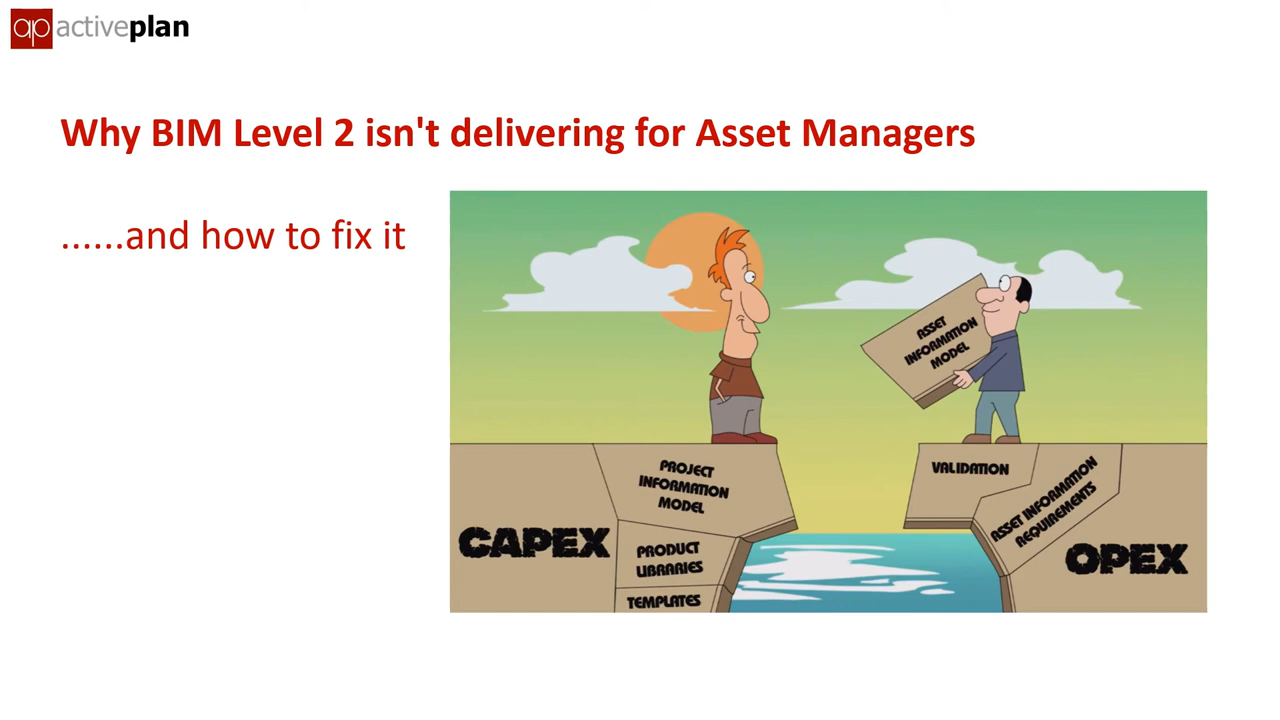 ap activeplan
Why BIM Level 2 isn't delivering for Asset Managers
......and how to fix it
ASSET
INFORMATION
MODEL
PROJECT
INFORMATION
MODEL
VALIDATION
ASSET INFORMATION
REQUIREMENTS
CAPEX
PRODUCT
LIBRARIES
OPEX
TEMPLATES